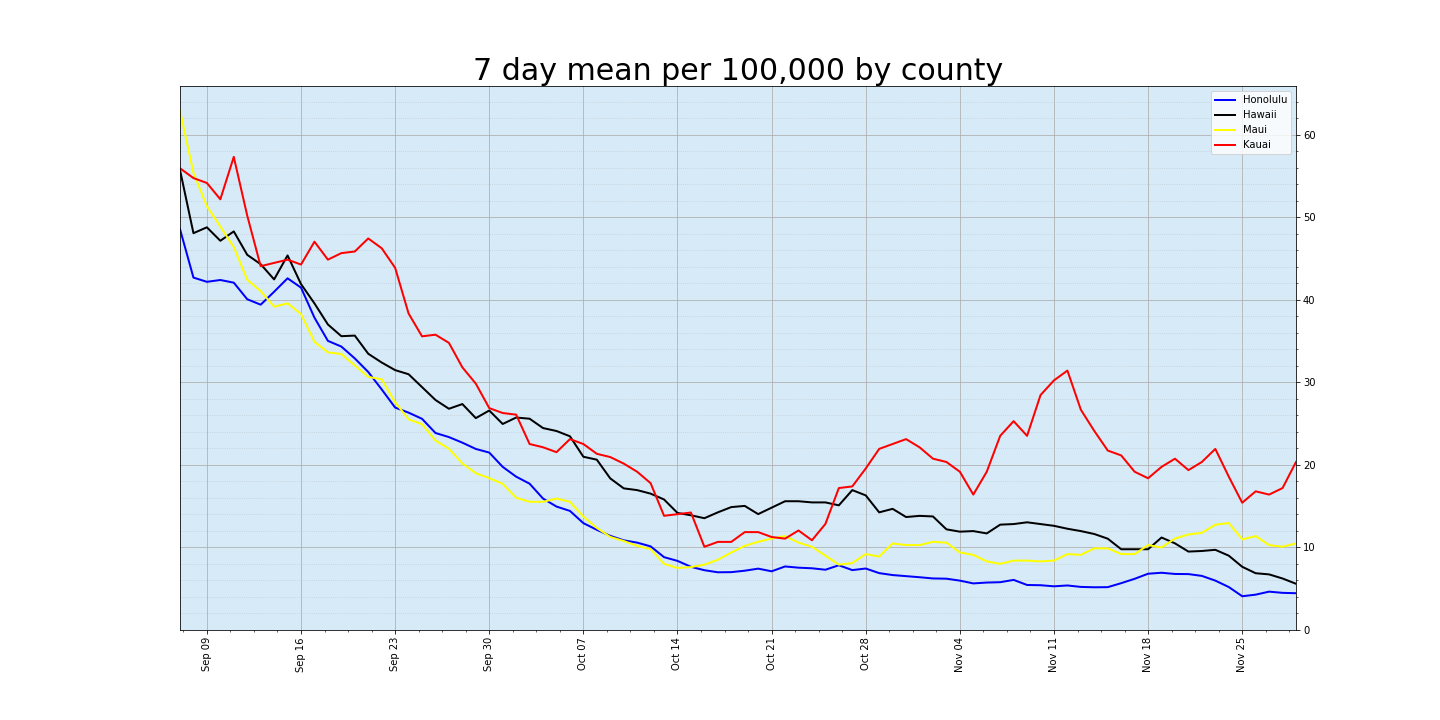 7 day mean per 100,000 by county
Honolulu
Hawaii
Maui
Kauai
60
50
40
30
20
10
0
Sep 09
Sep 16
Sep 23
Sep 30
Oct 07
Oct 14
Oct 21
Oct 28
Nov 04
Nov 11
Nov 18
Nov 25